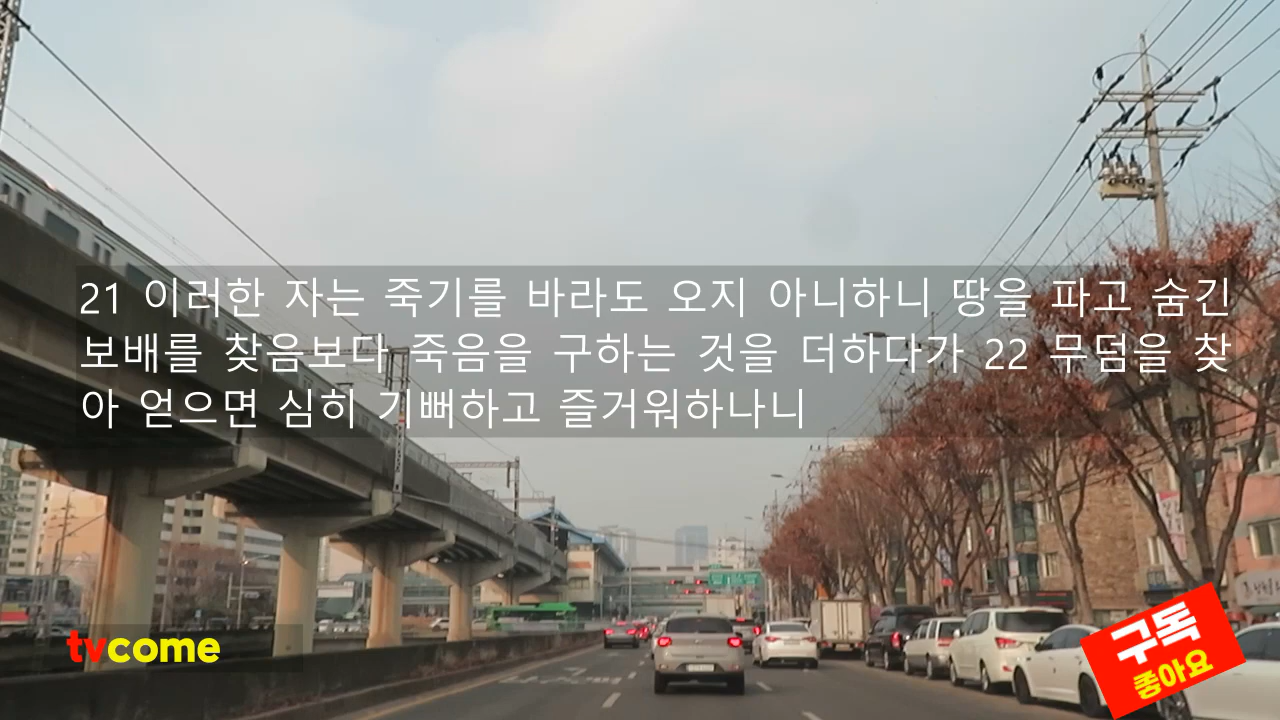 21 이러한 자는 죽기를 바라도 오지 아니하니 땅을 파고 숨긴
보배를 찾음보다 죽음을 구하는 것을 더하다가 22 무덤을 찾
아 얻으면 심히 기뻐하고 즐거워하나니
tvcome
구독
좋아요